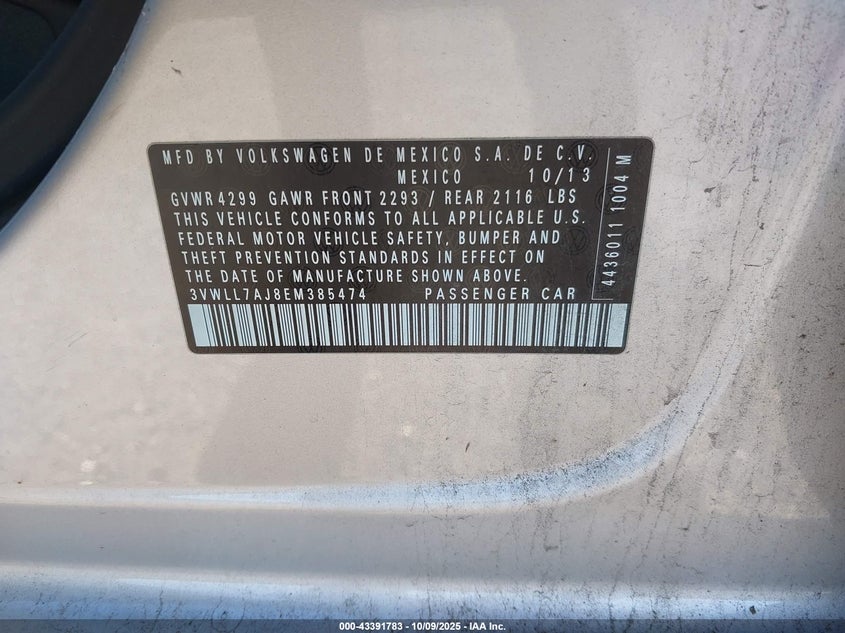 MFD BY VOLKSWAGEN DE MEXICO S.A. DE C.V.
MEXICO 10/13
GVWR 4299 GAWR FRONT 2293 / REAR 2116 LBS
THIS VEHICLE CONFORMS TO ALL APPLICABLE U.S.
FEDERAL MOTOR VEHICLE SAFETY, BUMPER AND
THEFT PREVENTION STANDARDS IN EFFECT ON
THE DATE OF MANUFACTURE SHOWN ABOVE.
3VWLL7AJ8EM385474 PASSENGER CAR
4436011 1004 M
000-43391783 - 10/09/2025 - IAA Inc.